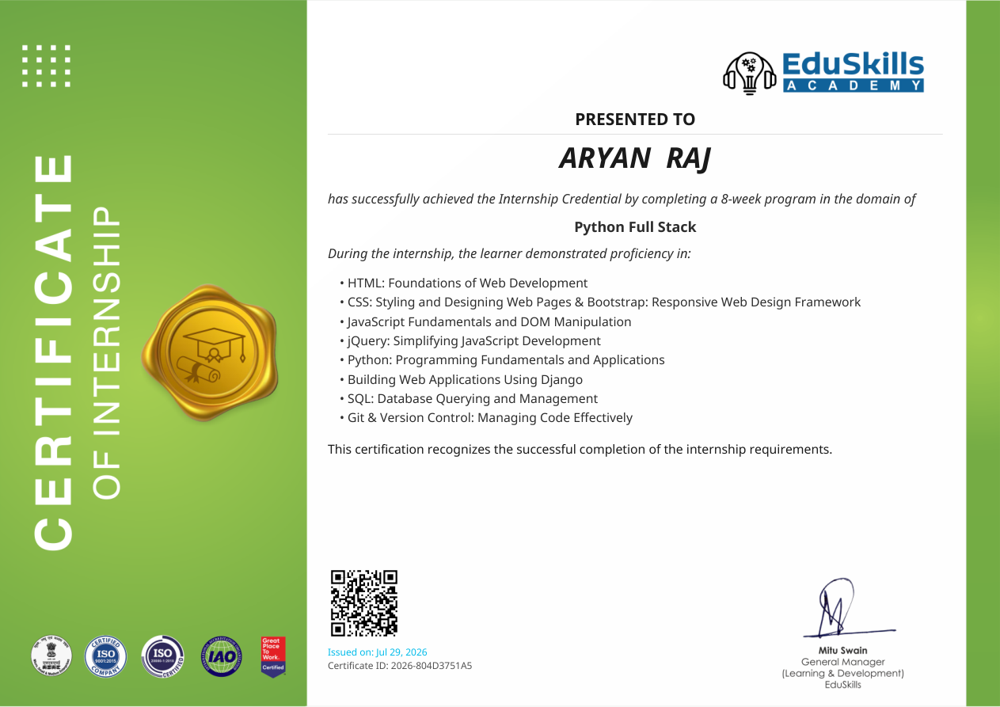 CERTIFICATE
OF INTERNSHIP
EduSkills
ACADEMY
PRESENTED TO
ARYAN RAJ
has successfully achieved the Internship Credential by completing a 8-week program in the domain of
Python Full Stack
During the internship, the learner demonstrated proficiency in:
• HTML: Foundations of Web Development
• CSS: Styling and Designing Web Pages & Bootstrap: Responsive Web Design Framework
• JavaScript Fundamentals and DOM Manipulation
• jQuery: Simplifying JavaScript Development
• Python: Programming Fundamentals and Applications
• Building Web Applications Using Django
• SQL: Database Querying and Management
• Git & Version Control: Managing Code Effectively
This certification recognizes the successful completion of the internship requirements.
Issued on: Jul 29, 2026
Certificate ID: 2026-804D3751A5
Mitu Swain
General Manager
(Learning & Development)
EduSkills
CERTIFIED
ISO
9001:2015
COMPANY
ISO
CERTIFIED
IAO
Great
Place
To
Work.
Certified